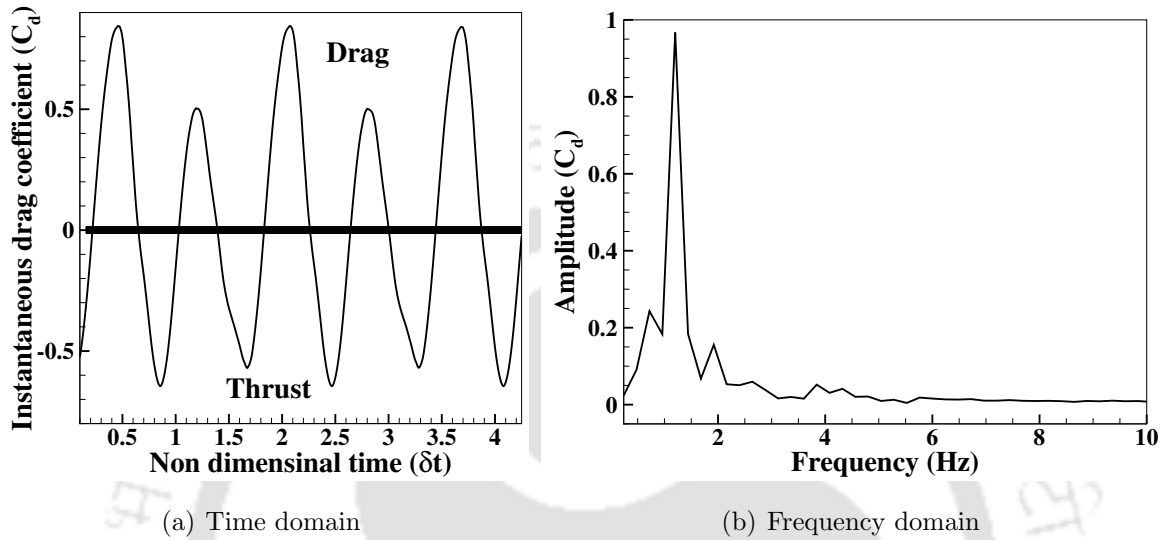 Instantaneous drag coefficient (C_d)
0.5
0
-0.5
Drag
Thrust
0.5 1 1.5 2 2.5 3 3.5 4
Non dimensinal time (δt)
(a) Time domain
Amplitude (C_d)
1
0.8
0.6
0.4
0.2
0
2 4 6 8 10
Frequency (Hz)
(b) Frequency domain